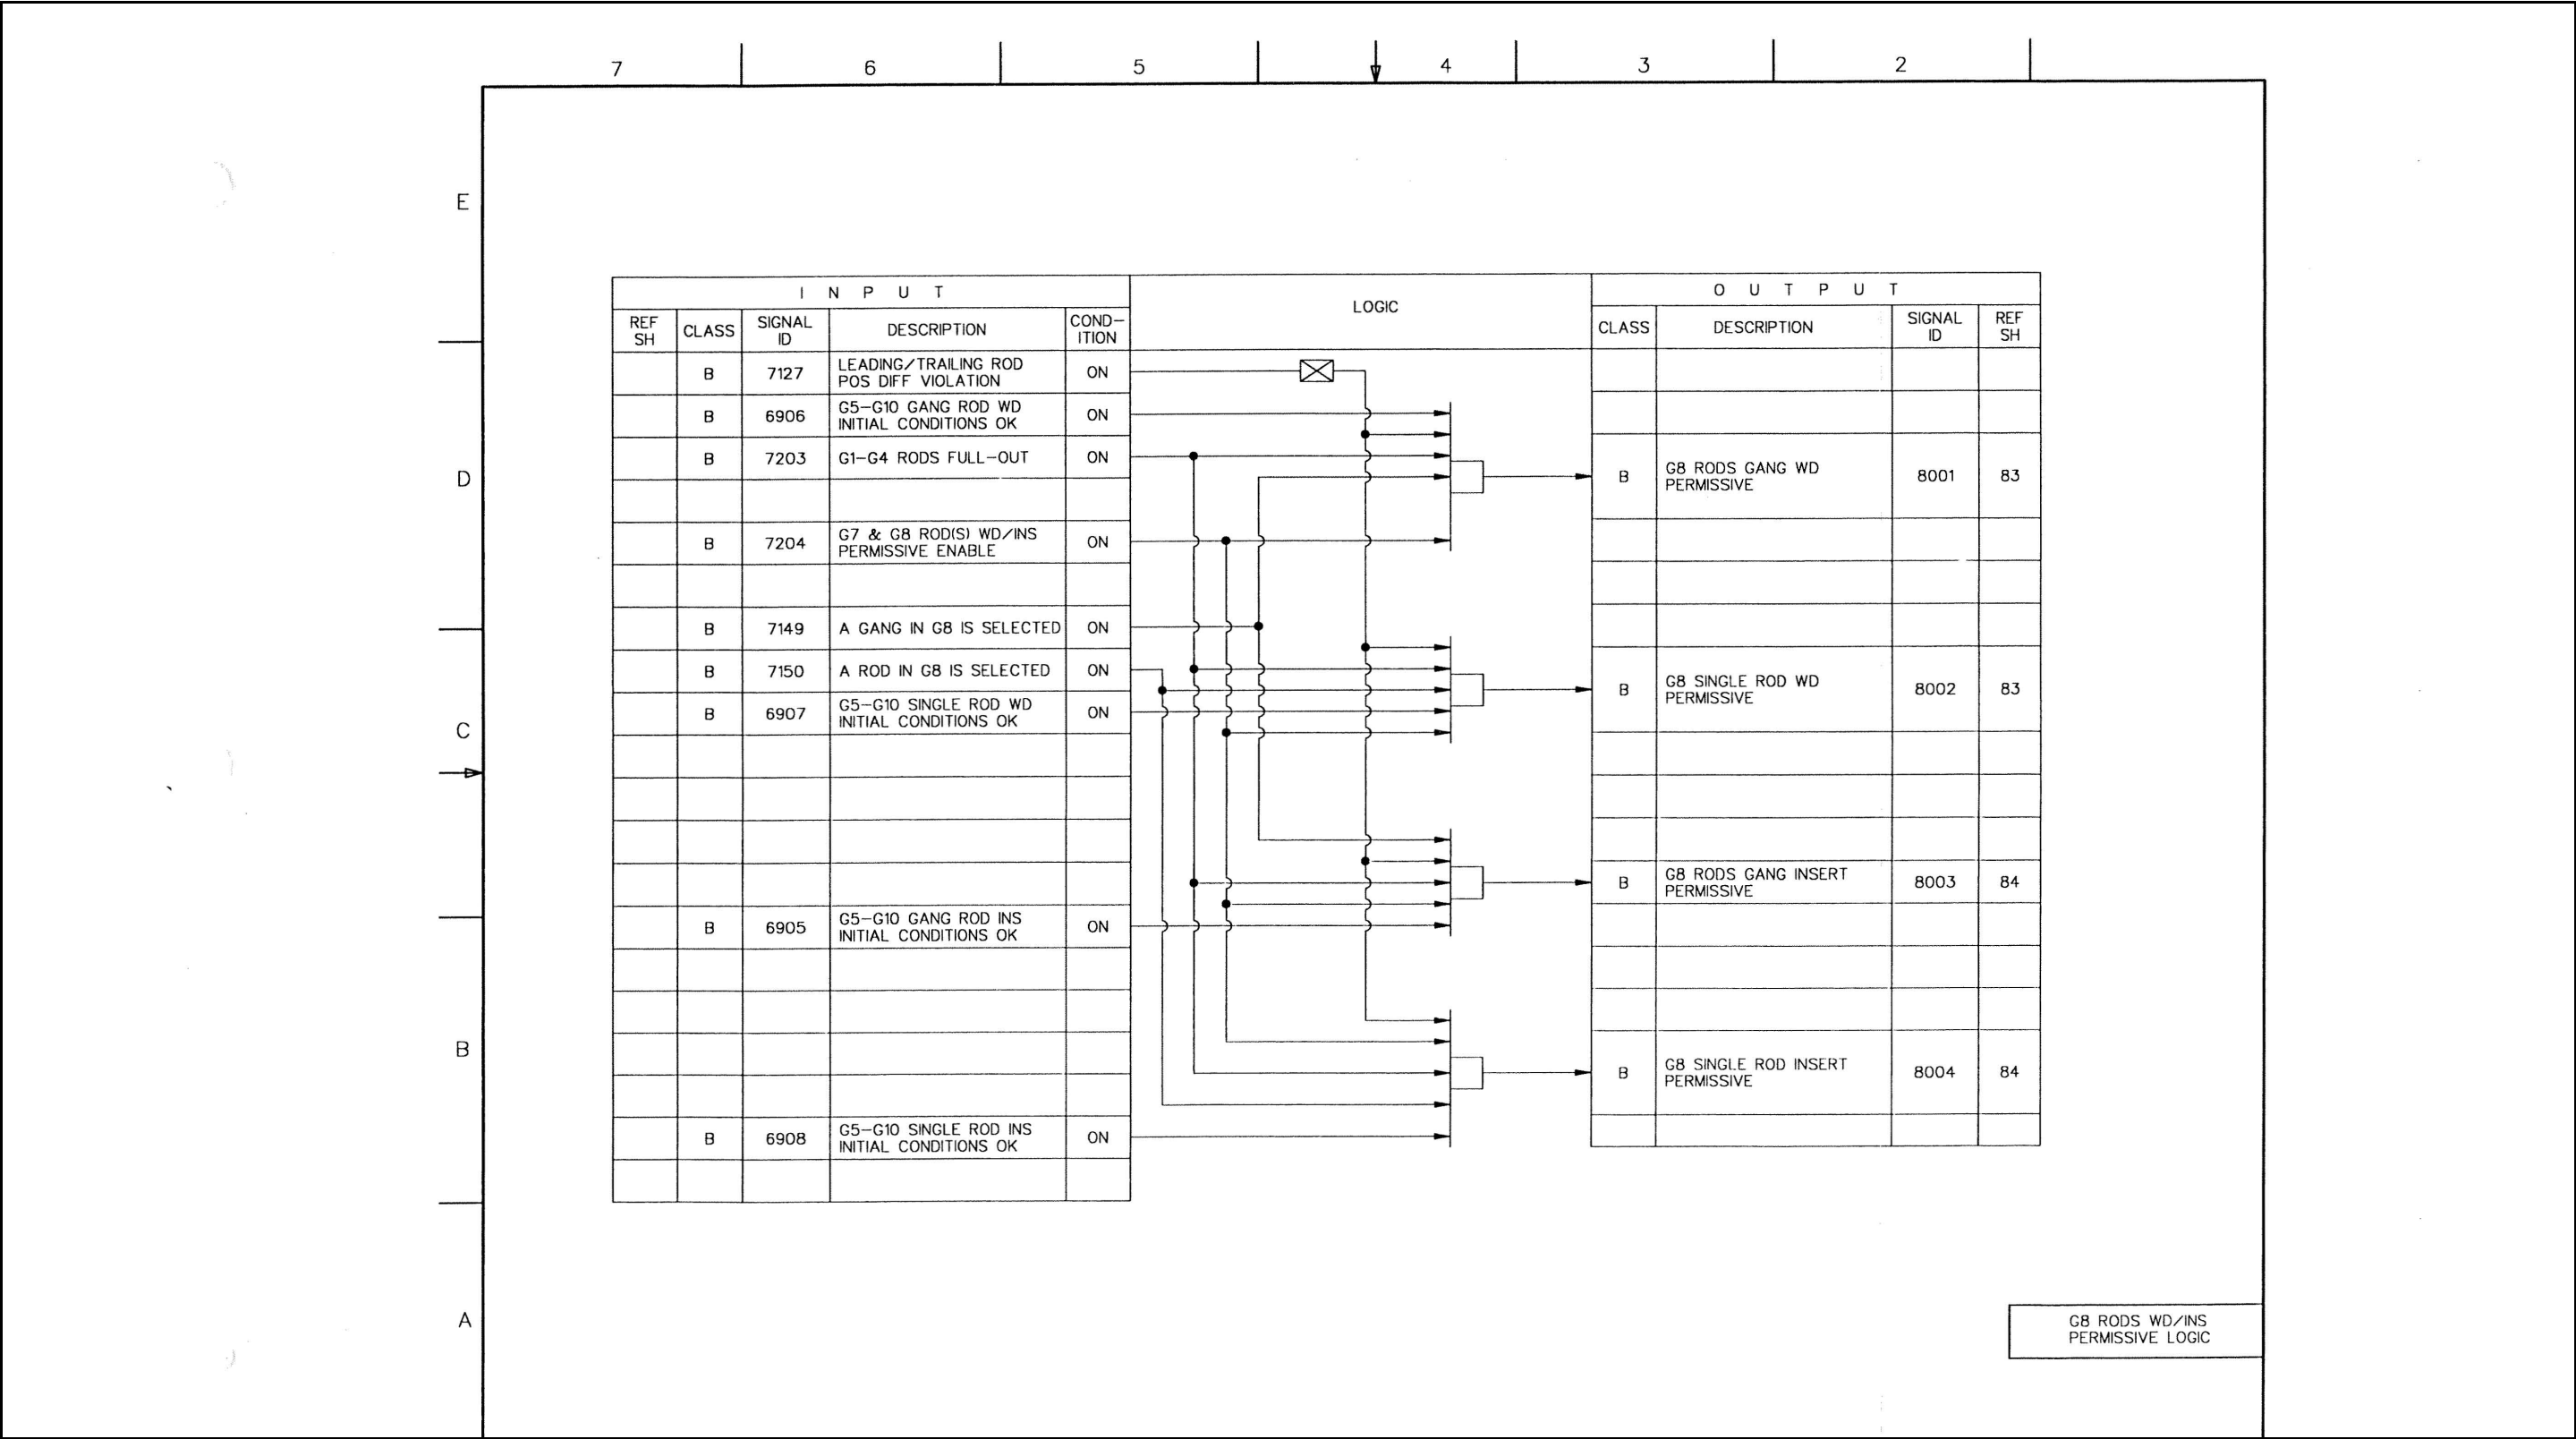 7 6 5 4 3 2
E
D
C
B
A
I N P U T
LOGIC
O U T P U T
REF SH CLASS SIGNAL ID DESCRIPTION COND-ITION
CLASS DESCRIPTION SIGNAL ID REF SH
B 7127 LEADING/TRAILING ROD ON
POS DIFF VIOLATION
B 6906 G5-G10 GANG ROD WD ON
INITIAL CONDITIONS OK
B 7203 G1-G4 RODS FULL-OUT ON
B 7204 G7 & G8 ROD(S) WD/INS ON
PERMISSIVE ENABLE
B 7149 A GANG IN G8 IS SELECTED ON
B 7150 A ROD IN G8 IS SELECTED ON
B 6907 G5-G10 SINGLE ROD WD ON
INITIAL CONDITIONS OK
B 6905 G5-G10 GANG ROD INS ON
INITIAL CONDITIONS OK
B 6908 G5-G10 SINGLE ROD INS ON
INITIAL CONDITIONS OK
B G8 RODS GANG WD 8001 83
PERMISSIVE
B G8 SINGLE ROD WD 8002 83
PERMISSIVE
B G8 RODS GANG INSERT 8003 84
PERMISSIVE
B G8 SINGLE ROD INSERT 8004 84
PERMISSIVE
G8 RODS WD/INS
PERMISSIVE LOGIC